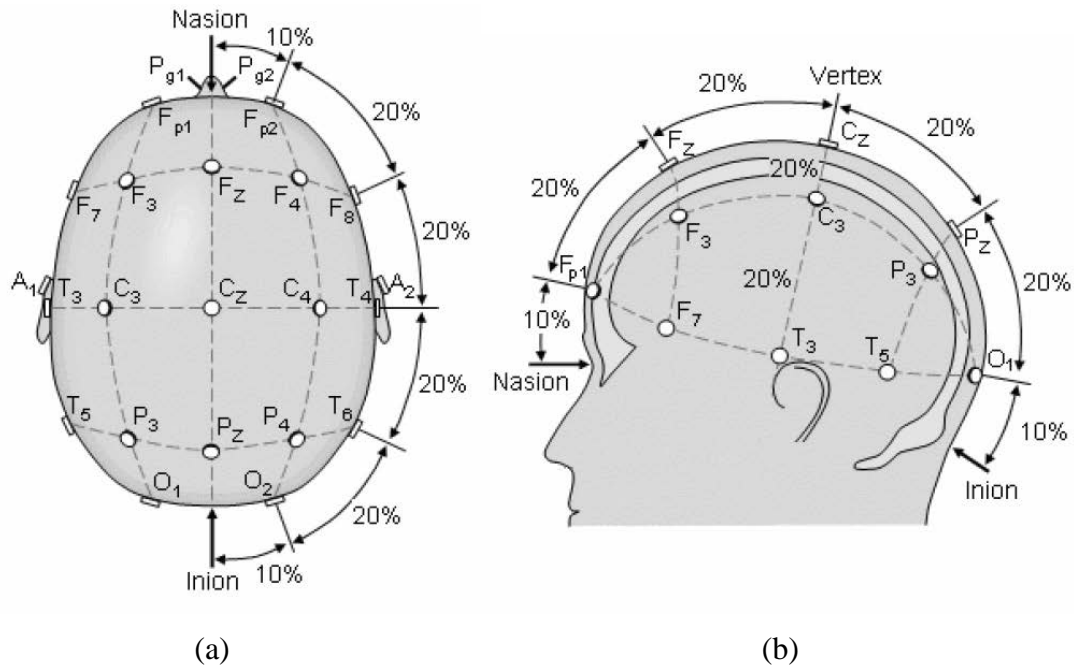 Nasion
10%
Pg1
Pg2
Fp1
Fp2
20%
F7
F3
Fz
F4
F8
20%
A1
T3
C3
Cz
C4
T4
A2
20%
T5
P3
Pz
P4
T6
O1
O2
20%
Inion
10%
(a)
Vertex
20%
Fz
Cz
20%
20%
20%
F3
C3
Pz
Fp1
20%
P3
20%
10%
F7
T3
T5
O1
Nasion
10%
Inion
(b)